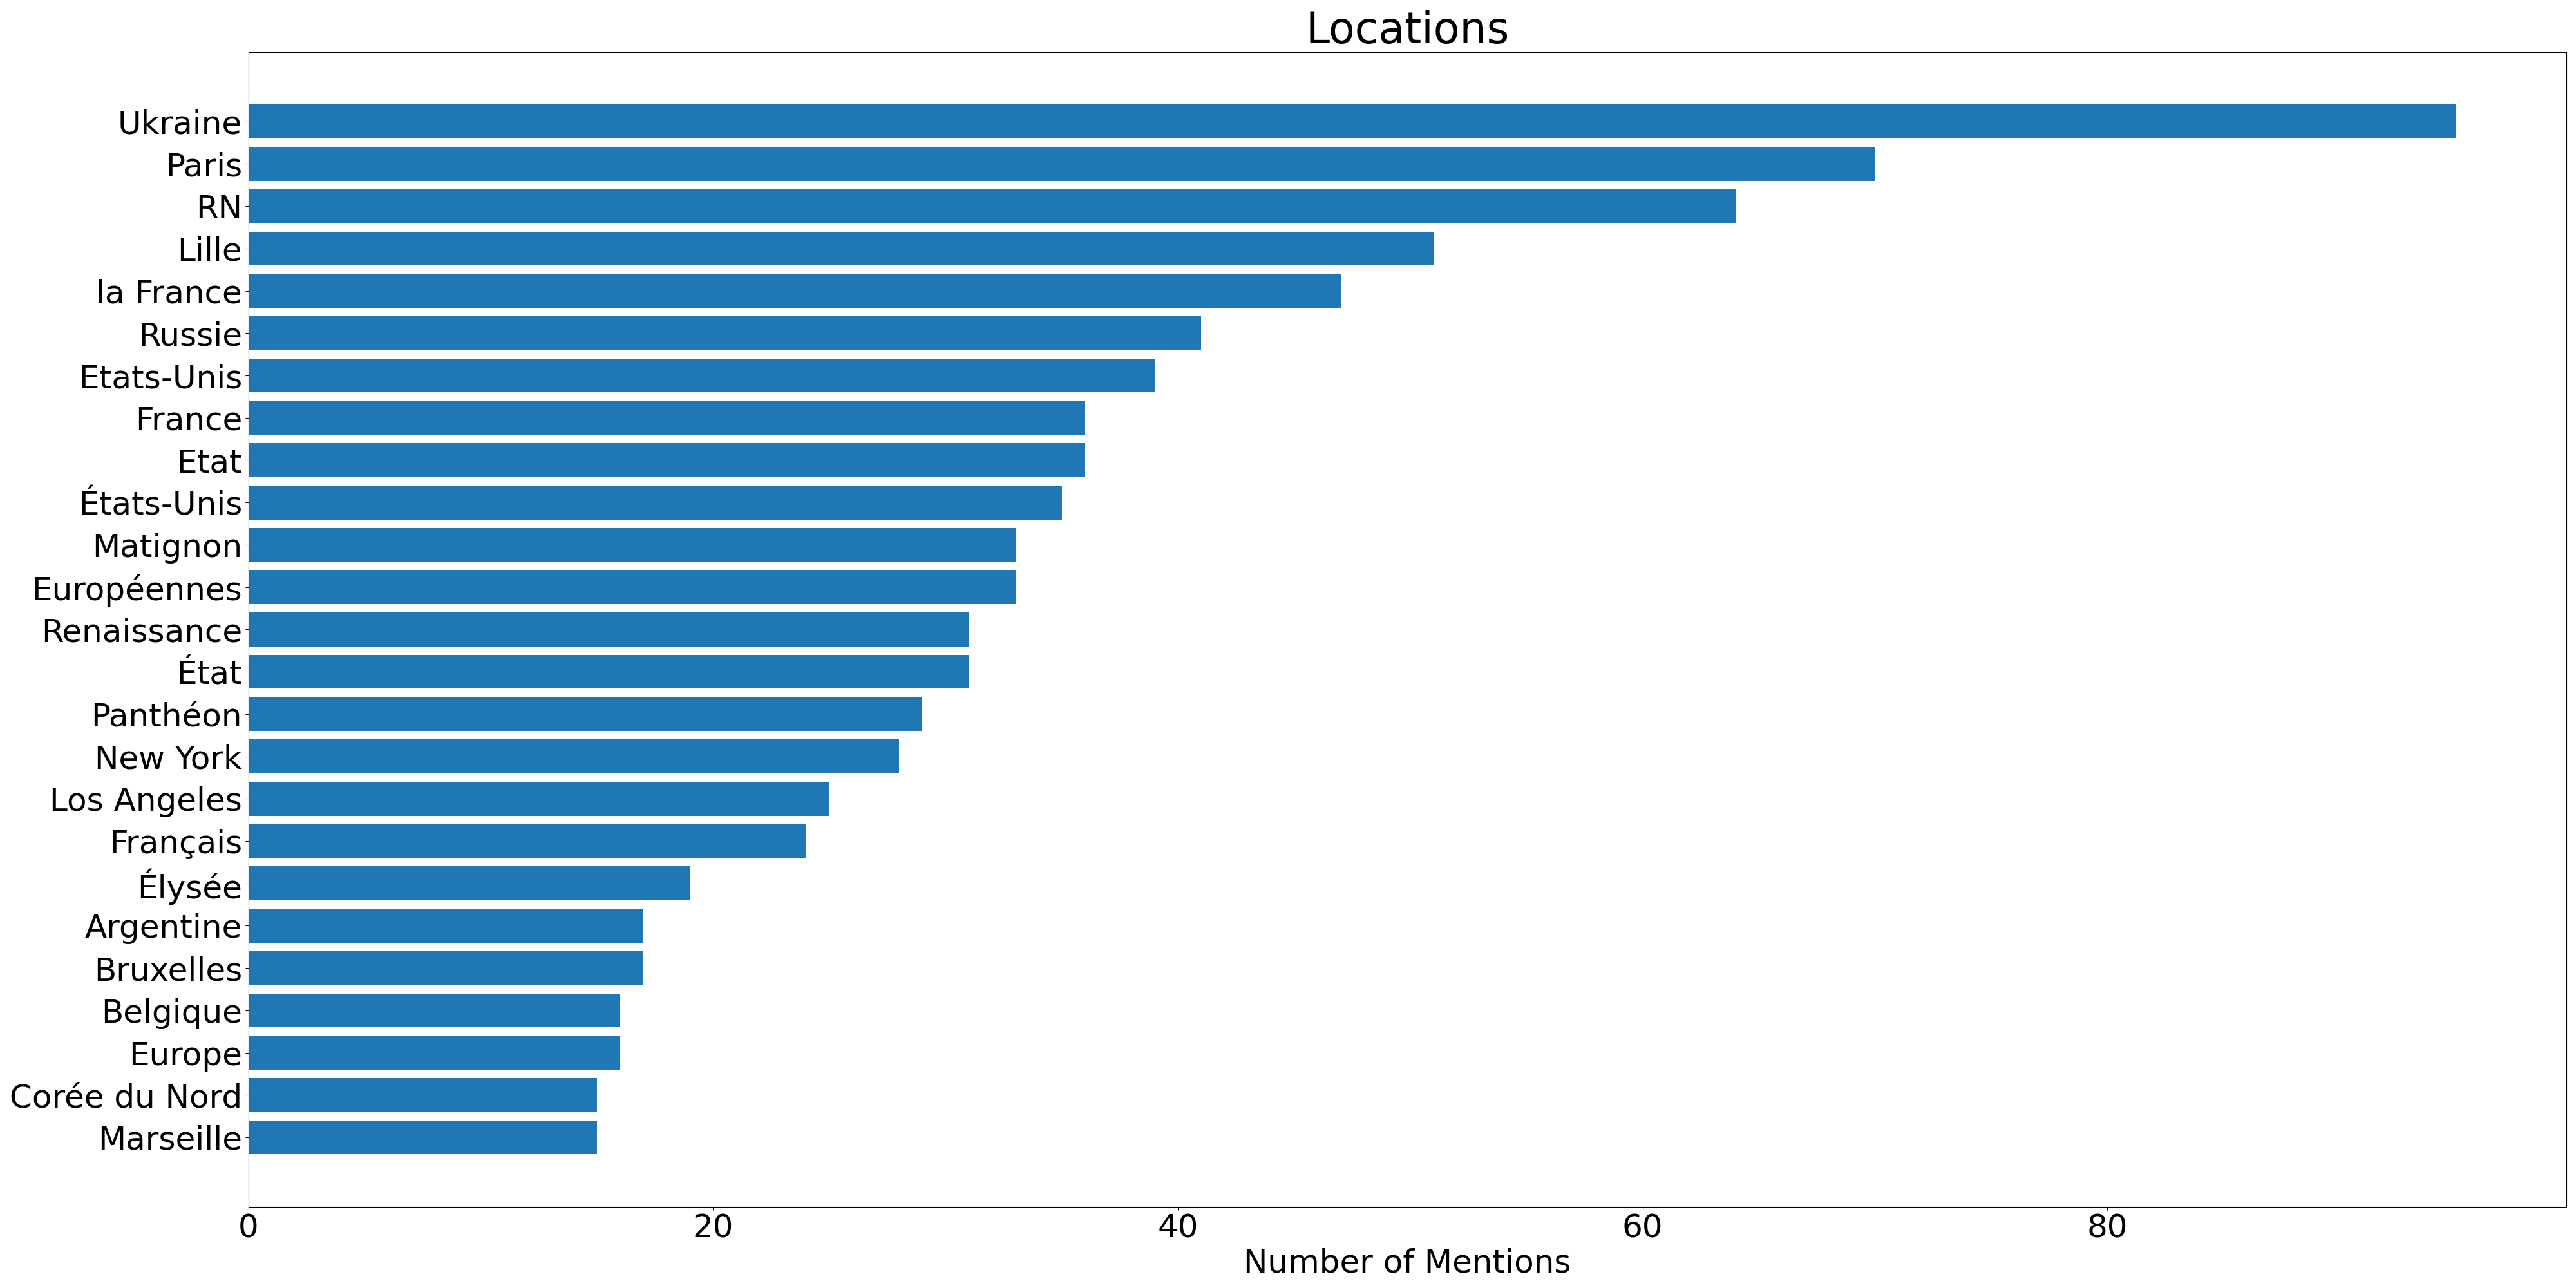 Locations
Ukraine
Paris
RN
Lille
la France
Russie
Etats-Unis
France
Etat
États-Unis
Matignon
Européennes
Renaissance
État
Panthéon
New York
Los Angeles
Français
Élysée
Argentine
Bruxelles
Belgique
Europe
Corée du Nord
Marseille
0 20 40 60 80
Number of Mentions